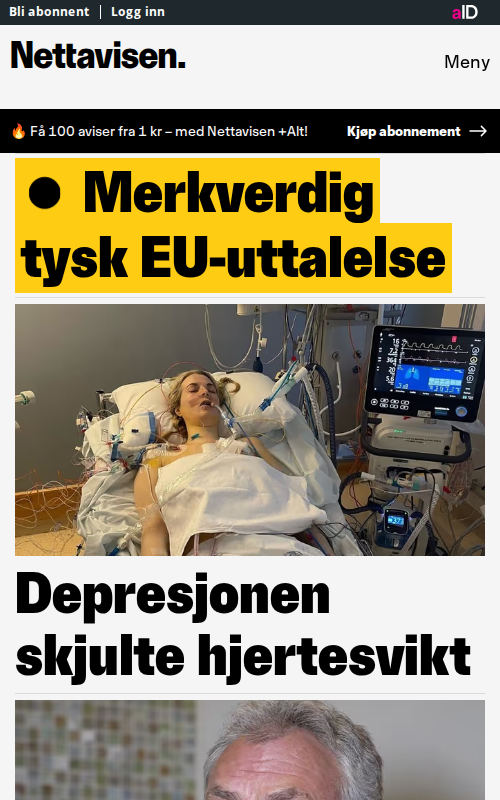 Bli abonnent | Logg inn
aID
Nettavisen.
Meny
🔥 Få 100 aviser fra 1 kr – med Nettavisen +Alt!
Kjøp abonnement →
● Merkverdig
tysk EU-uttalelse
Depresjonen
skjulte hjertesvikt